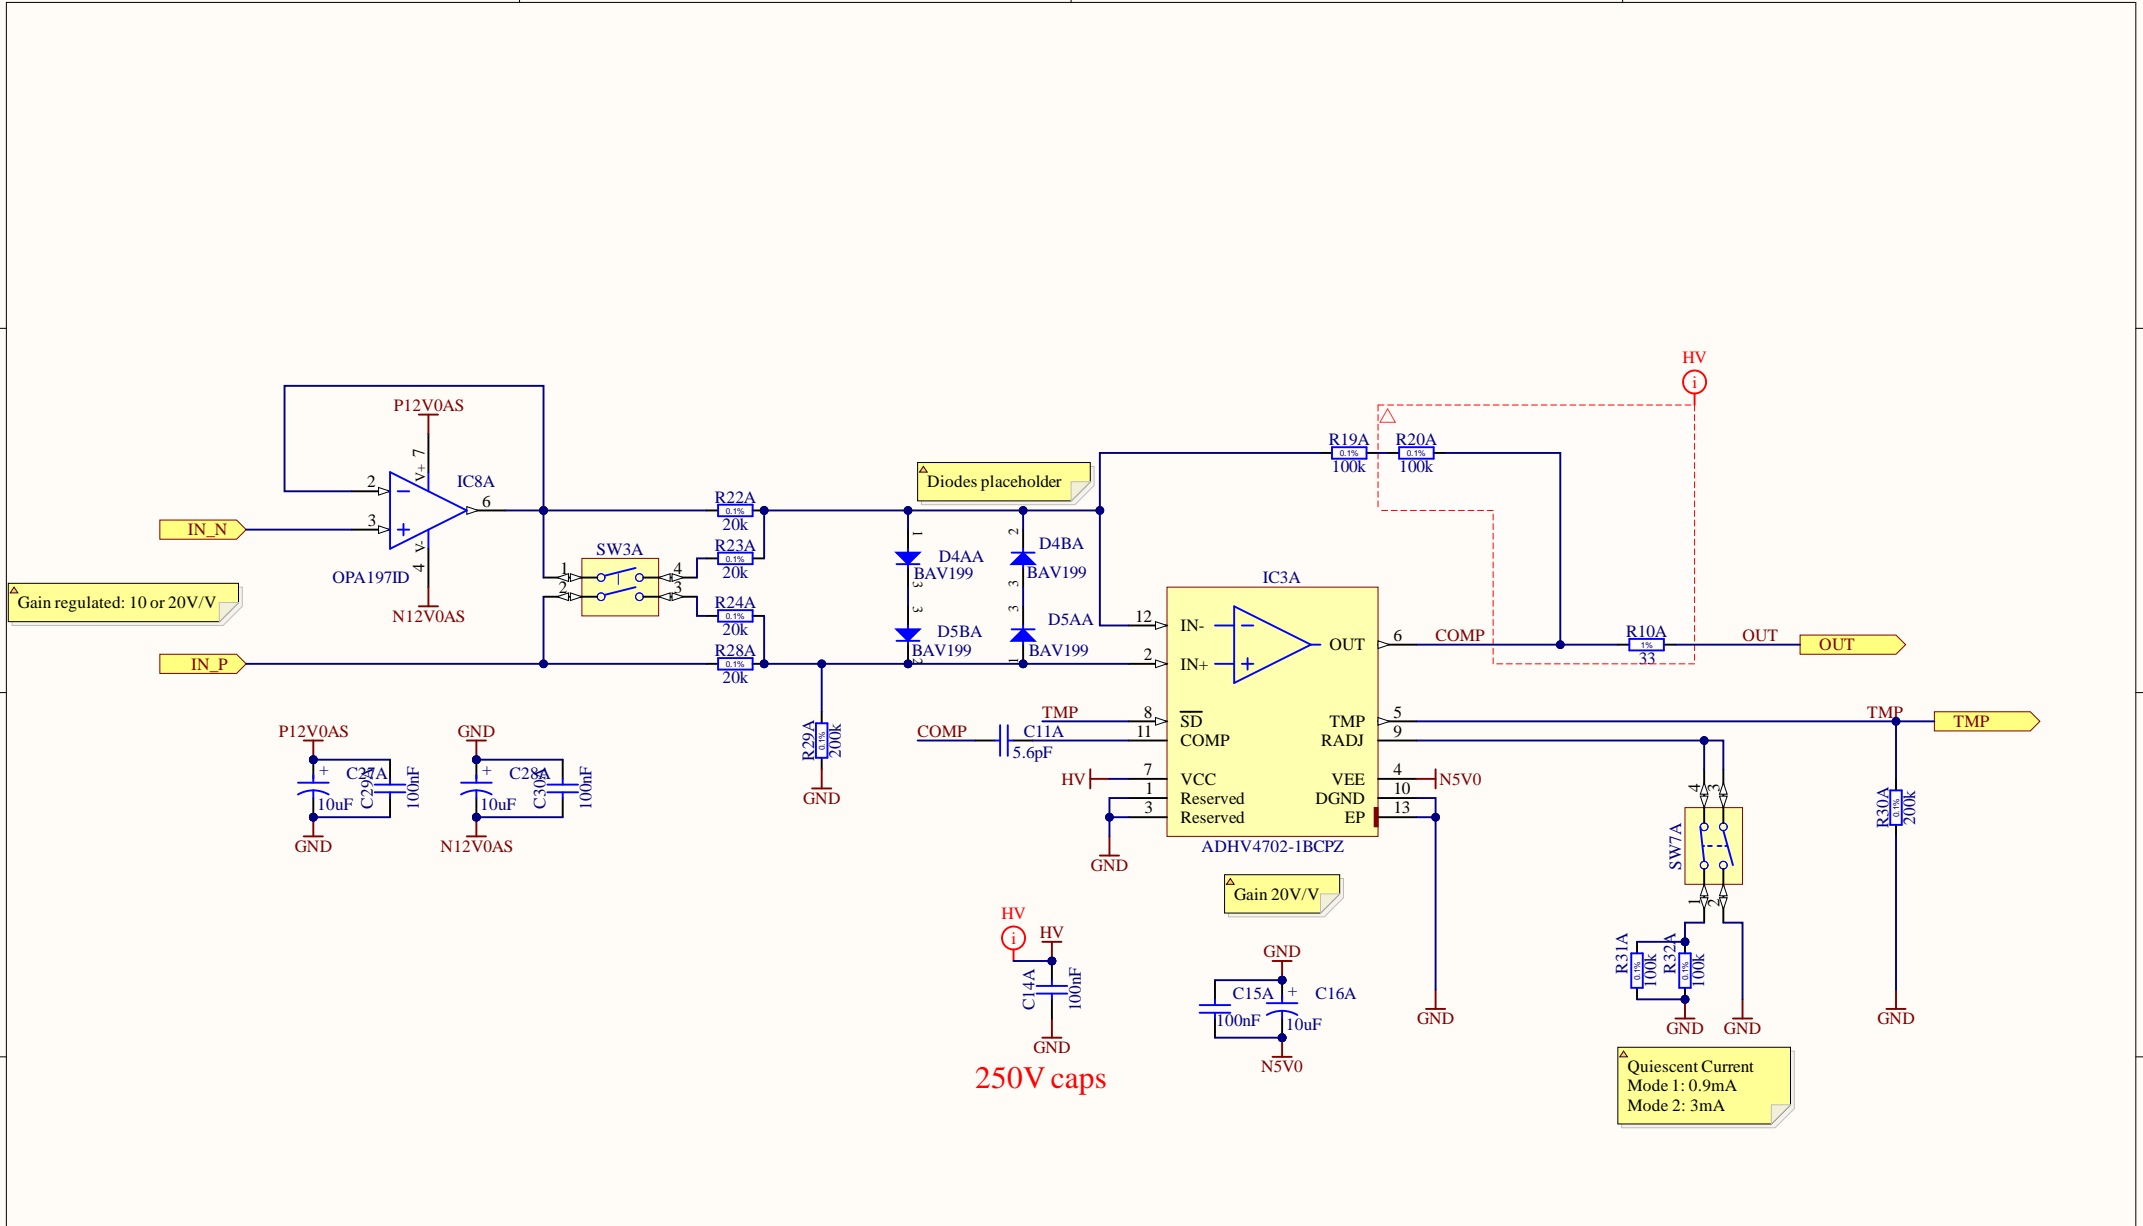 HV
i
P12V0AS
7
V+
R19A
R20A
0.1%
0.1%
100k
100k
2
IC8A
6
Diodes placeholder
R22A
0.1%
20k
IN_N
3
V-
4
OPA197ID
N12V0AS
Gain regulated: 10 or 20V/V
SW3A
1
4
2
3
R23A
0.1%
20k
R24A
0.1%
20k
1
D4AA
BAV199
3
2
D4BA
BAV199
3
3
D5BA
BAV199
2
3
D5AA
BAV199
1
IC3A
IN_P
R28A
0.1%
20k
12
IN-
2
IN+
OUT
6
COMP
R10A
1%
33
OUT
OUT
TMP
8
SD
COMP
C11A
5.6pF
11
COMP
TMP
5
TMP
TMP
RADJ
9
HV
7
VCC
VEE
4
N5V0
1
Reserved
DGND
10
3
Reserved
EP
13
GND
ADHV4702-1BCPZ
R29A
0.1%
200k
GND
P12V0AS
+
C27A
10uF
C29A
100nF
GND
GND
+
C28A
10uF
C30A
100nF
N12V0AS
4
3
SW7A
1
2
R30A
0.1%
200k
Gain 20V/V
HV
i
HV
C14A
100nF
GND
250V caps
GND
C15A
100nF
+
C16A
10uF
N5V0
GND
R31A
0.1%
100k
R32A
0.1%
100k
GND
GND
GND
Quiescent Current
Mode 1: 0.9mA
Mode 2: 3mA